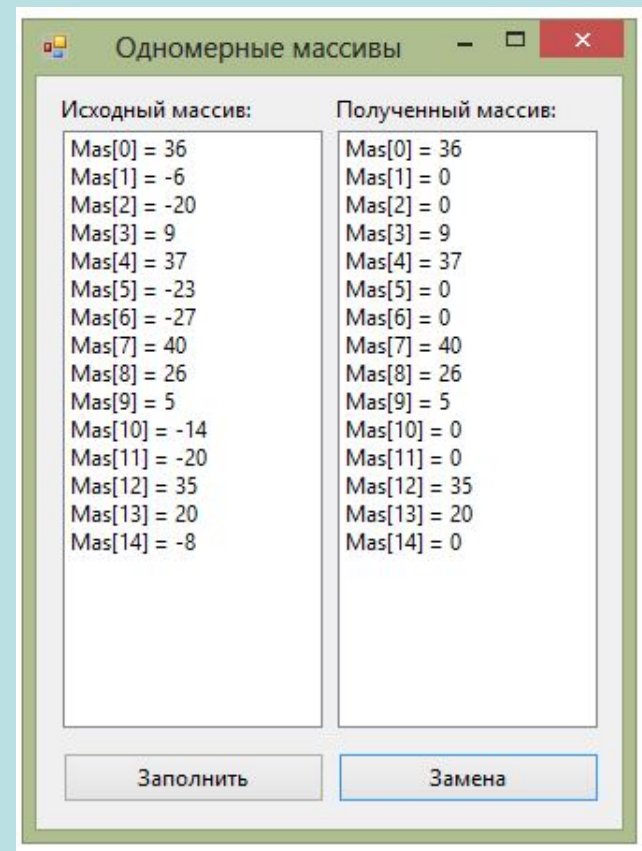 Одномерные массивы
Исходный массив:
Mas[0] = 36
Mas[1] = -6
Mas[2] = -20
Mas[3] = 9
Mas[4] = 37
Mas[5] = -23
Mas[6] = -27
Mas[7] = 40
Mas[8] = 26
Mas[9] = 5
Mas[10] = -14
Mas[11] = -20
Mas[12] = 35
Mas[13] = 20
Mas[14] = -8
Полученный массив:
Mas[0] = 36
Mas[1] = 0
Mas[2] = 0
Mas[3] = 9
Mas[4] = 37
Mas[5] = 0
Mas[6] = 0
Mas[7] = 40
Mas[8] = 26
Mas[9] = 5
Mas[10] = 0
Mas[11] = 0
Mas[12] = 35
Mas[13] = 20
Mas[14] = 0
Заполнить
Замена